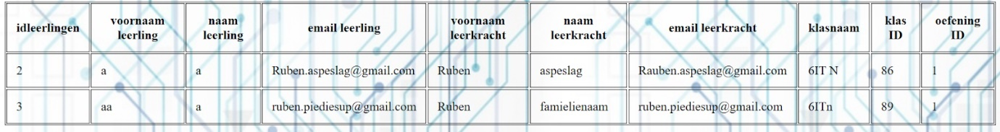 idleerlingen voornaam leerling naam leerling email leerling voornaam leerkracht naam leerkracht email leerkracht klasnaam klas ID oefening ID
2 a a Ruben.aspeslag@gmail.com Ruben aspeslag Rauben.aspeslag@gmail.com 6IT N 86 1
3 aa a ruben.piediesup@gmail.com Ruben famielienaam ruben.piediesup@gmail.com 6ITn 89 1